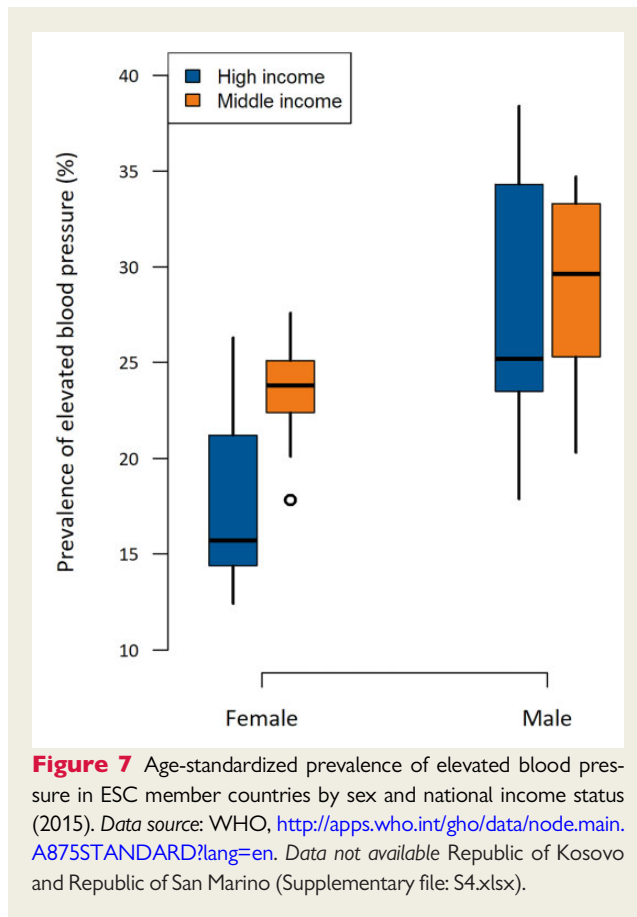 40
High income
Middle income
35
30
25
20
15
10
Prevalence of elevated blood pressure (%)
Female
Male
Figure 7 Age-standardized prevalence of elevated blood pres-
sure in ESC member countries by sex and national income status
(2015). Data source: WHO, http://apps.who.int/gho/data/node.main.
A875STANDARD?lang=en. Data not available Republic of Kosovo
and Republic of San Marino (Supplementary file: S4.xlsx).